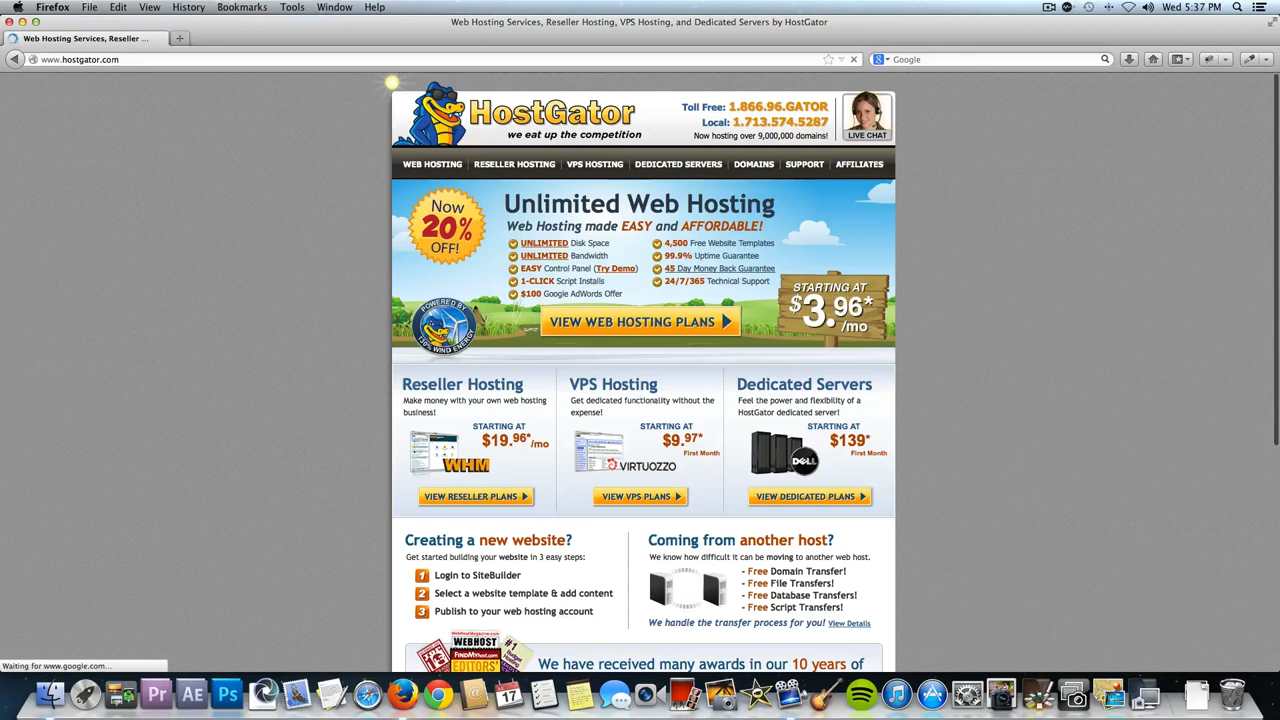 Firefox File Edit View History Bookmarks Tools Window Help Wed 5:37 PM
Web Hosting Services, Reseller Hosting, VPS Hosting, and Dedicated Servers by HostGator
Web Hosting Services, Reseller ... +
www.hostgator.com Google
HostGator
we eat up the competition
Toll Free: 1.866.96.GATOR
Local: 1.713.574.5287
Now hosting over 9,000,000 domains!
LIVE CHAT
WEB HOSTING RESELLER HOSTING VPS HOSTING DEDICATED SERVERS DOMAINS SUPPORT AFFILIATES
Now
20%
OFF!
Unlimited Web Hosting
Web Hosting made EASY and AFFORDABLE!
UNLIMITED Disk Space
UNLIMITED Bandwidth
EASY Control Panel (Try Demo)
1-CLICK Script Installs
$100 Google AdWords Offer
4,500 Free Website Templates
99.9% Uptime Guarantee
45 Day Money Back Guarantee
24/7/365 Technical Support
STARTING AT
$3.96*
/mo
POWERED BY
130% WIND ENERGY
VIEW WEB HOSTING PLANS
Reseller Hosting
Make money with your own web hosting
business!
STARTING AT
$19.96*/mo
WHM
VIEW RESELLER PLANS
VPS Hosting
Get dedicated functionality without the
expense!
STARTING AT
$9.97*
First Month
VIRTUOZZO
VIEW VPS PLANS
Dedicated Servers
Feel the power and flexibility of a
HostGator dedicated server!
STARTING AT
$139*
First Month
DELL
VIEW DEDICATED PLANS
Creating a new website?
Get started building your website in 3 easy steps:
1 Login to SiteBuilder
2 Select a website template & add content
3 Publish to your web hosting account
Coming from another host?
We know how difficult it can be moving to another web host.
- Free Domain Transfer!
- Free File Transfers!
- Free Database Transfers!
- Free Script Transfers!
We handle the transfer process for you! View Details
WEBHOST
FINDMYhost.com
EDITORS'
#1
We have received many awards in our 10 years of
Waiting for www.google.com...
Pr Ae Ps
17